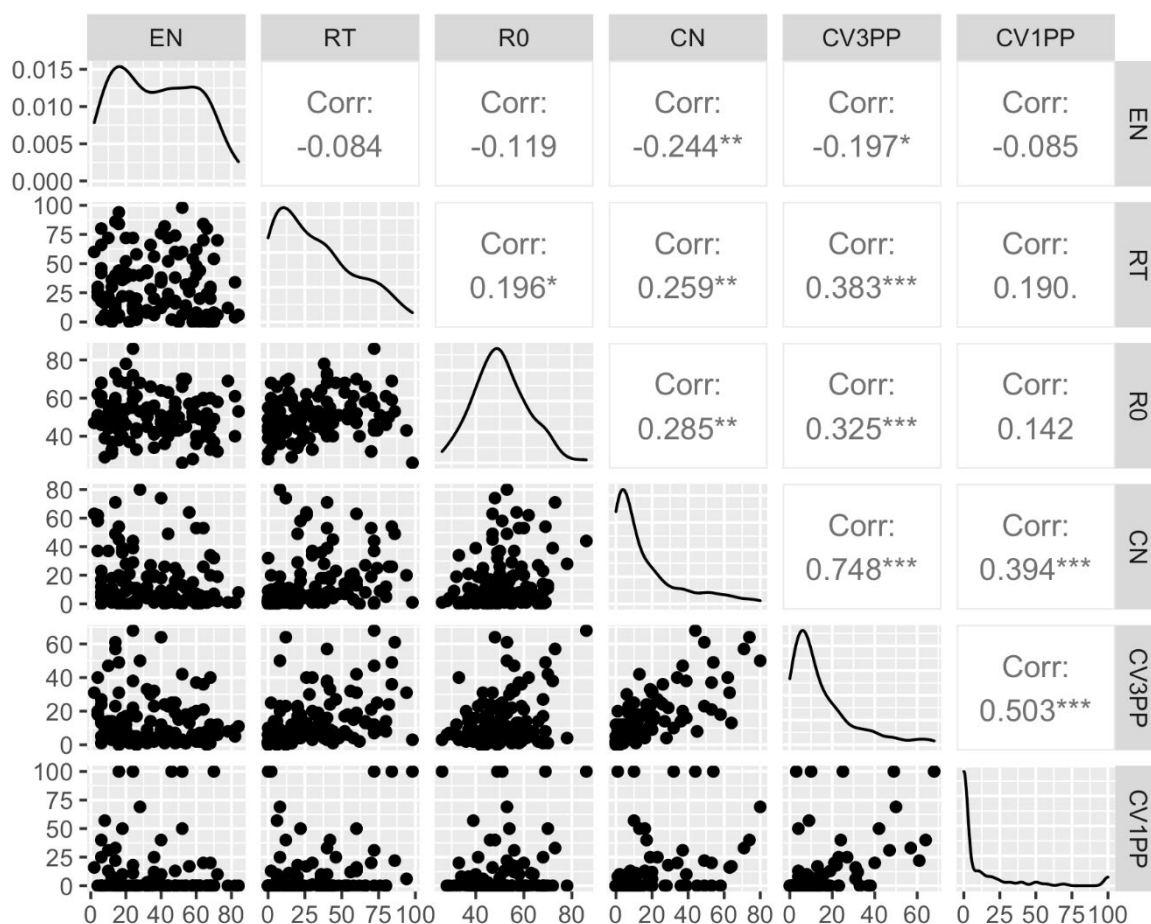 EN RT R0 CN CV3PP CV1PP
0.015
0.010
0.005
0.000
Corr:
-0.084
Corr:
-0.119
Corr:
-0.244**
Corr:
-0.197*
Corr:
-0.085
EN
100
75
50
25
0
Corr:
0.196*
Corr:
0.259**
Corr:
0.383***
Corr:
0.190.
RT
80
60
40
Corr:
0.285**
Corr:
0.325***
Corr:
0.142
R0
80
60
40
20
0
Corr:
0.748***
Corr:
0.394***
CN
60
40
20
0
Corr:
0.503***
CV3PP
100
75
50
25
0
CV1PP
0 20 40 60 80
0 25 50 75 100
40 60 80
0 20 40 60 80
0 20 40 60
0 25 50 75 100